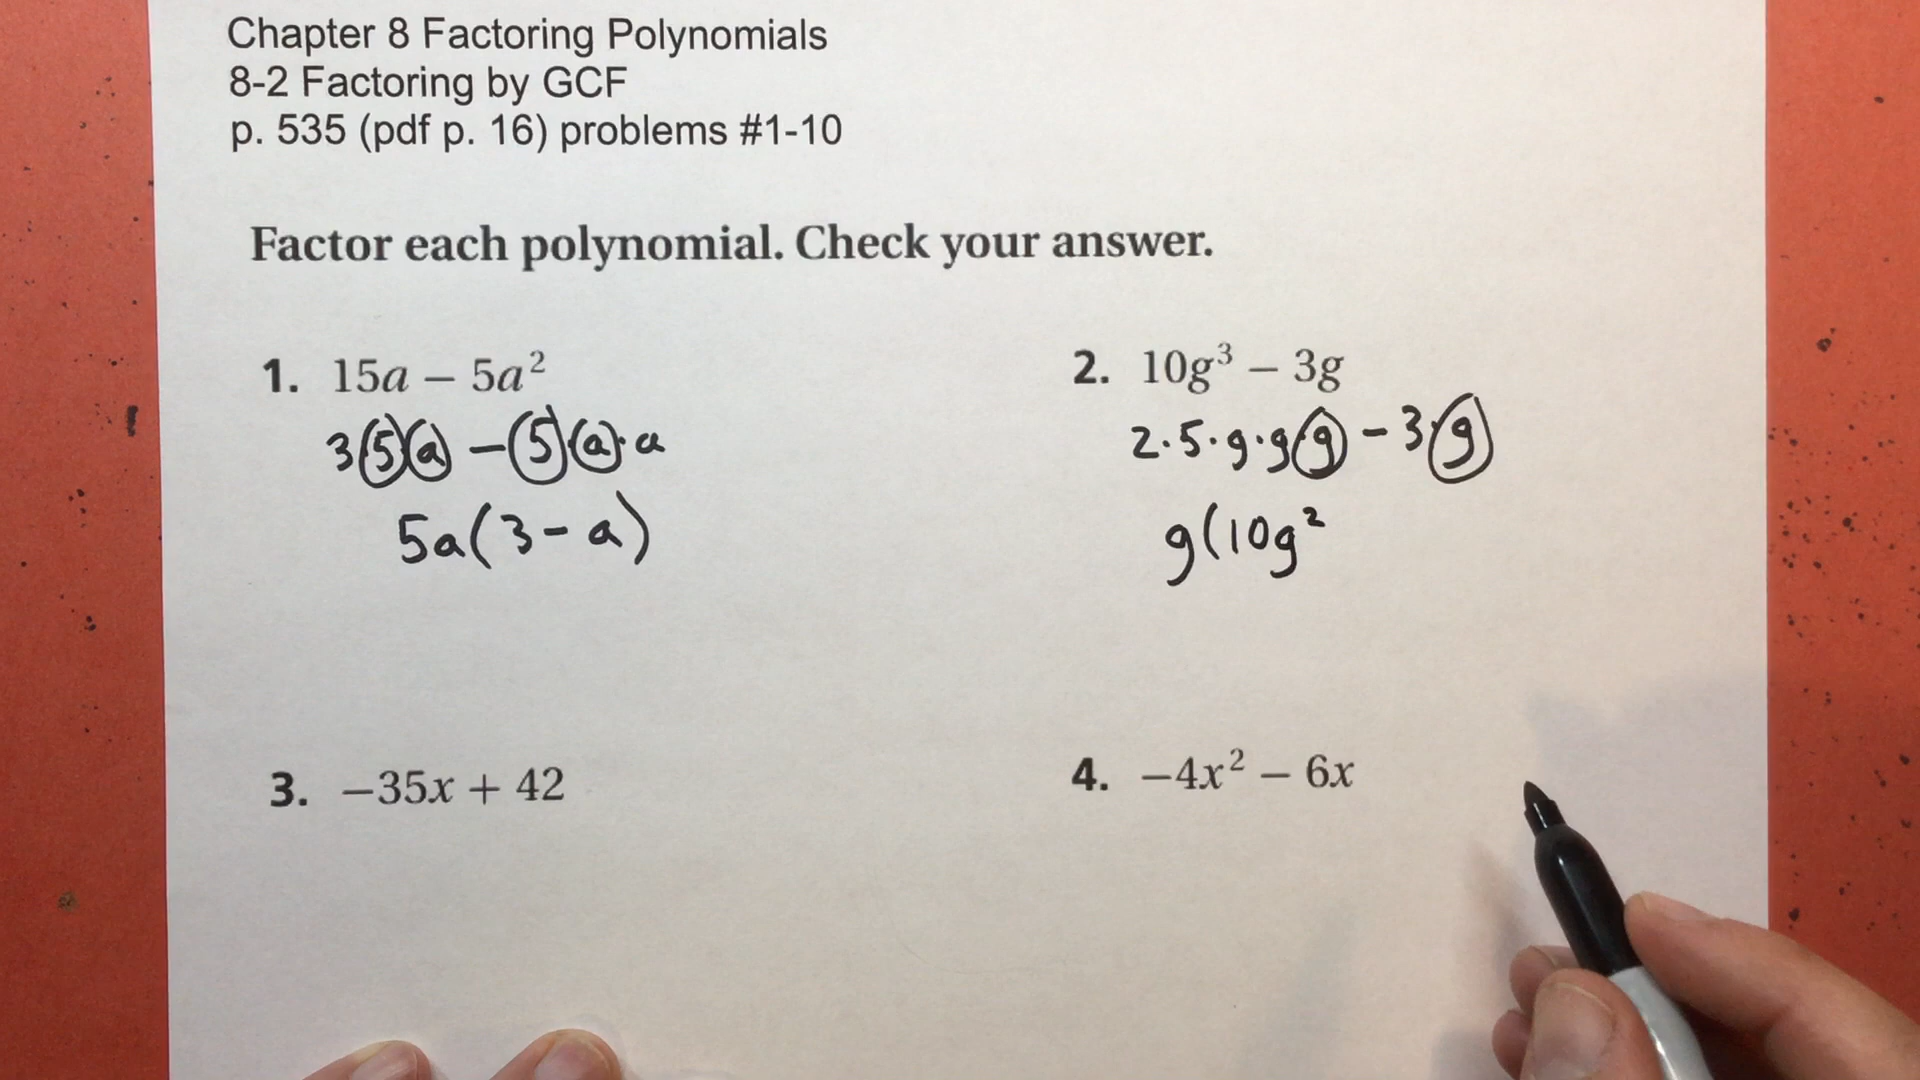 Chapter 8 Factoring Polynomials
8-2 Factoring by GCF
p. 535 (pdf p. 16) problems #1-10
Factor each polynomial. Check your answer.
1. 15a – 5a²
3(5)(a) – (5)(a)·a
5a(3 – a)
2. 10g³ – 3g
2·5·g·g(g) – 3·(g)
g(10g²
3. –35x + 42
4. –4x² – 6x